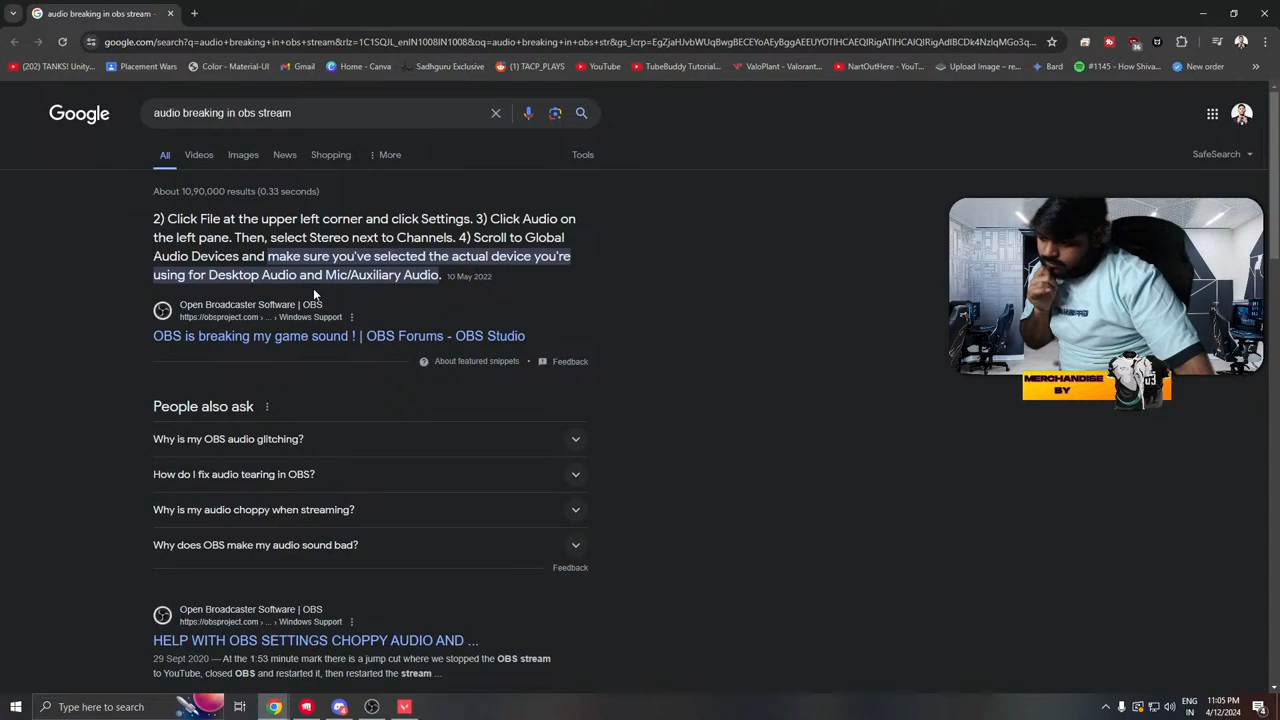 audio breaking in obs stream -
google.com/search?q=audio+breaking+in+obs+stream&rlz=1C1SQJL_enIN1008IN1008&oq=audio+breaking+in+obs+str&gs_lcrp=EgZjaHJvbWUqBwgBECEYoAEyBggAEEUYOTIHCAEQIRigATIHCAIQIRigAdIBCDk4NzlqMGo3q...
36
(202) TANKS! Unity...
Placement Wars
Color - Material-UI
Gmail
Home - Canva
Sadhguru Exclusive
(1) TACP_PLAYS
YouTube
TubeBuddy Tutorial...
ValoPlant - Valorant...
NartOutHere – YouT...
Upload !mage – re...
Bard
#1145 - How Shiva...
New order
»
Google
audio breaking in obs stream
All
Videos
Images
News
Shopping
More
Tools
SafeSearch
About 10,90,000 results (0.33 seconds)
2) Click File at the upper left corner and click Settings. 3) Click Audio on
the left pane. Then, select Stereo next to Channels. 4) Scroll to Global
Audio Devices and make sure you've selected the actual device you're
using for Desktop Audio and Mic/Auxiliary Audio. 10 May 2022
Open Broadcaster Software | OBS
https://obsproject.com › ... › Windows Support
OBS is breaking my game sound ! | OBS Forums - OBS Studio
About featured snippets
•
Feedback
MERCHANDISE
BY
03
People also ask
Why is my OBS audio glitching?
How do I fix audio tearing in OBS?
Why is my audio choppy when streaming?
Why does OBS make my audio sound bad?
Feedback
Open Broadcaster Software | OBS
https://obsproject.com › ... › Windows Support
HELP WITH OBS SETTINGS CHOPPY AUDIO AND ...
29 Sept 2020 — At the 1:53 minute mark there is a jump cut where we stopped the OBS stream
to YouTube, closed OBS and restarted it, then restarted the stream ...
Type here to search
ENG
IN
11:05 PM
4/12/2024